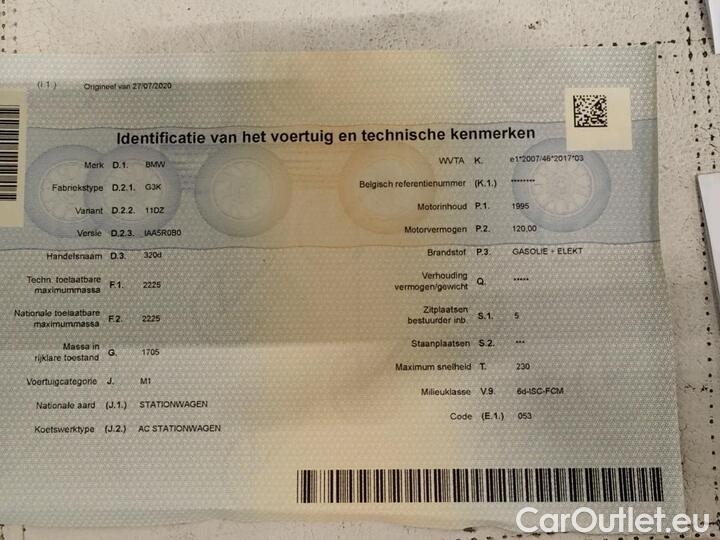 (I.1.) Origineel van 27/07/2020
Identificatie van het voertuig en technische kenmerken
Merk D.1. BMW
Fabriekstype D.2.1. G3K
Variant D.2.2. 11DZ
Versie D.2.3. IAA5R0B0
Handelsnaam D.3. 320d
Techn. toelaatbare
maximummassa F.1. 2225
Nationale toelaatbare
maximummassa F.2. 2225
Massa in
rijklare toestand G. 1705
Voertuigcategorie J. M1
Nationale aard (J.1.) STATIONWAGEN
Koetswerktype (J.2.) AC STATIONWAGEN
WVTA K. e1*2007/46*2017*03
Belgisch referentienummer (K.1.) ********
Motorinhoud P.1. 1995
Motorvermogen P.2. 120,00
Brandstof P.3. GASOLIE + ELEKT
Verhouding
vermogen/gewicht Q. *****
Zitplaatsen
bestuurder inb. S.1. 5
Staanplaatsen S.2. ***
Maximum snelheid T. 230
Milieuklasse V.9. 6d-ISC-FCM
Code (E.1.) 053
CarOutlet.eu